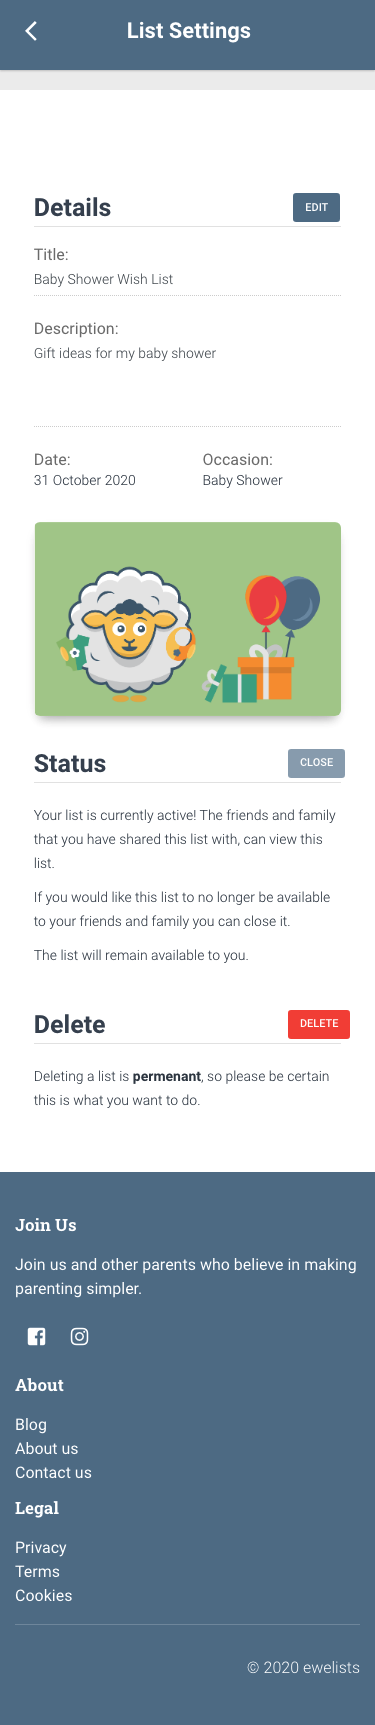 List Settings
Details
EDIT
Title:
Baby Shower Wish List
Description:
Gift ideas for my baby shower
Date:
Occasion:
31 October 2020
Baby Shower
Status
CLOSE
Your list is currently active! The friends and family
that you have shared this list with, can view this
list.
If you would like this list to no longer be available
to your friends and family you can close it.
The list will remain available to you.
Delete
DELETE
Deleting a list is permenant, so please be certain
this is what you want to do.
Join Us
Join us and other parents who believe in making
parenting simpler.
About
Blog
About us
Contact us
Legal
Privacy
Terms
Cookies
© 2020 ewelists